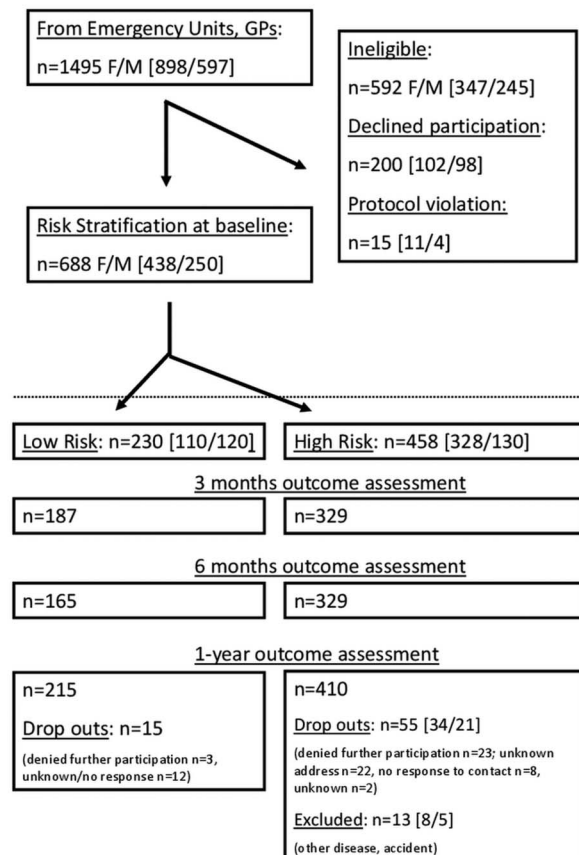 From Emergency Units, GPs:
n=1495 F/M [898/597]
Ineligible:
n=592 F/M [347/245]
Declined participation:
n=200 [102/98]
Protocol violation:
n=15 [11/4]
Risk Stratification at baseline:
n=688 F/M [438/250]
Low Risk: n=230 [110/120]
High Risk: n=458 [328/130]
3 months outcome assessment
n=187
n=329
6 months outcome assessment
n=165
n=329
1-year outcome assessment
n=215
Drop outs: n=15
(denied further participation n=3,
unknown/no response n=12)
n=410
Drop outs: n=55 [34/21]
(denied further participation n=23; unknown
address n=22, no response to contact n=8,
unknown n=2)
Excluded: n=13 [8/5]
(other disease, accident)